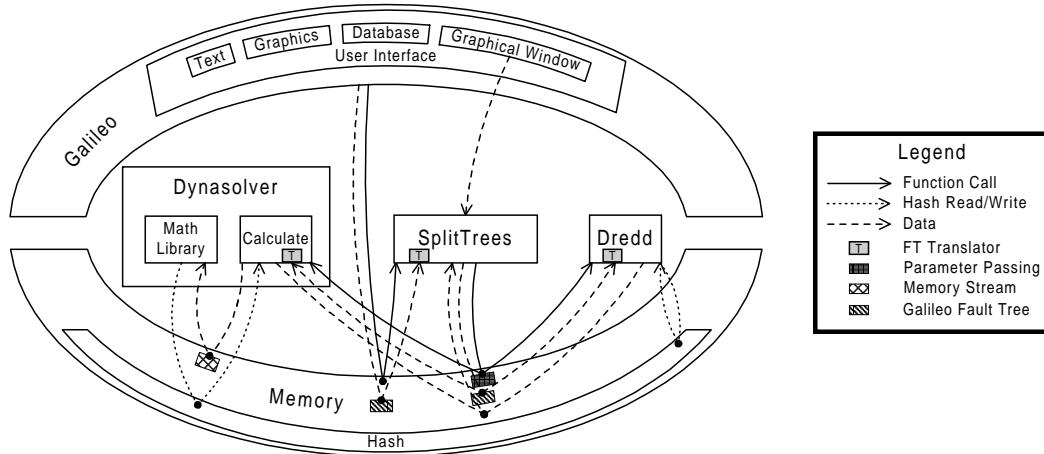 Text
Graphics
Database
Graphical Window
User Interface
Galileo
Dynasolver
Math
Library
Calculate
T
SplitTrees
T
Dredd
T
Memory
Hash
Legend
Function Call
Hash Read/Write
Data
T FT Translator
Parameter Passing
Memory Stream
Galileo Fault Tree